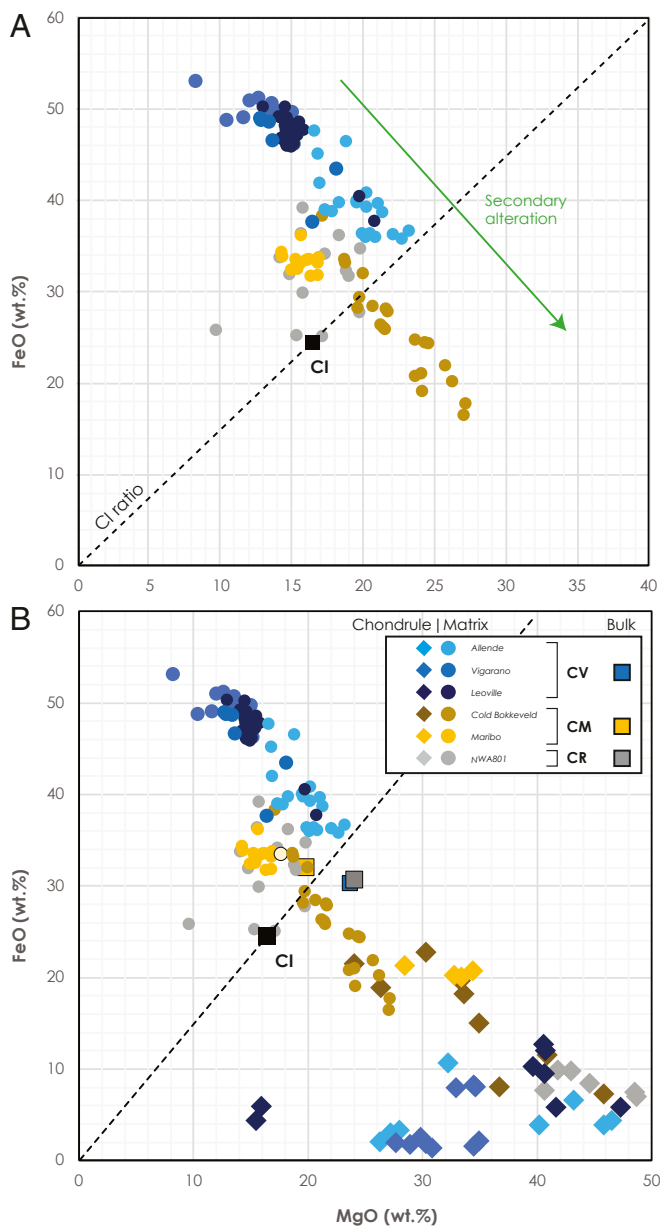 A
60
50
40
30
20
10
0
FeO (wt.%)
Secondary
alteration
CI
CI ratio
0
5
10
15
20
25
30
35
40
B
60
50
40
30
20
10
0
FeO (wt.%)
Chondrule | Matrix
Bulk
Allende
Vigarano
CV
Leoville
Cold Bokkeveld
CM
Maribo
NWA801
CR
CI
0
10
20
30
40
50
MgO (wt.%)